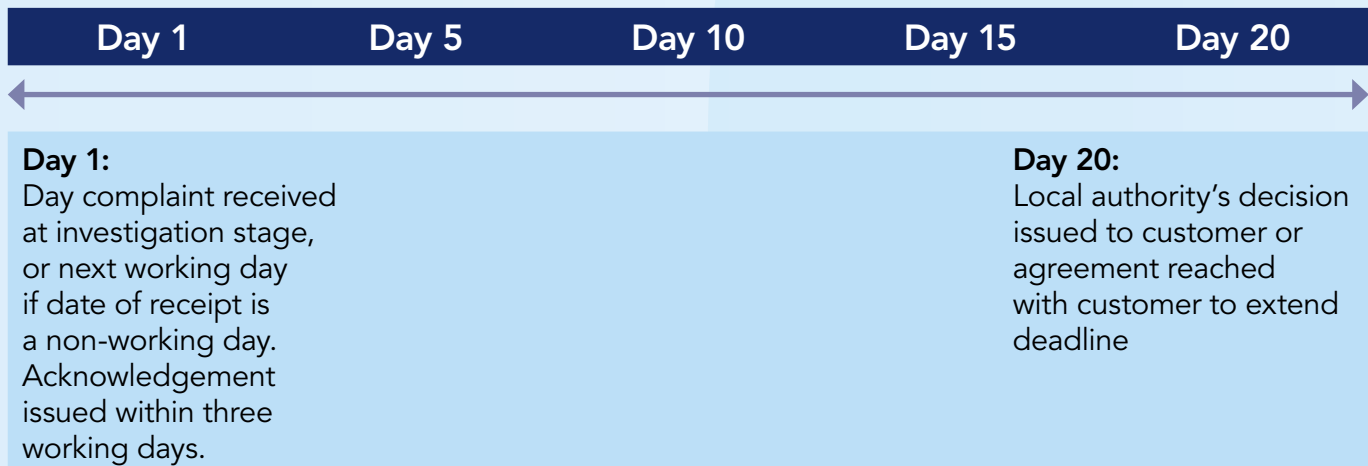 Day 1 Day 5 Day 10 Day 15 Day 20
Day 1:
Day complaint received
at investigation stage,
or next working day
if date of receipt is
a non-working day.
Acknowledgement
issued within three
working days.
Day 20:
Local authority’s decision
issued to customer or
agreement reached
with customer to extend
deadline